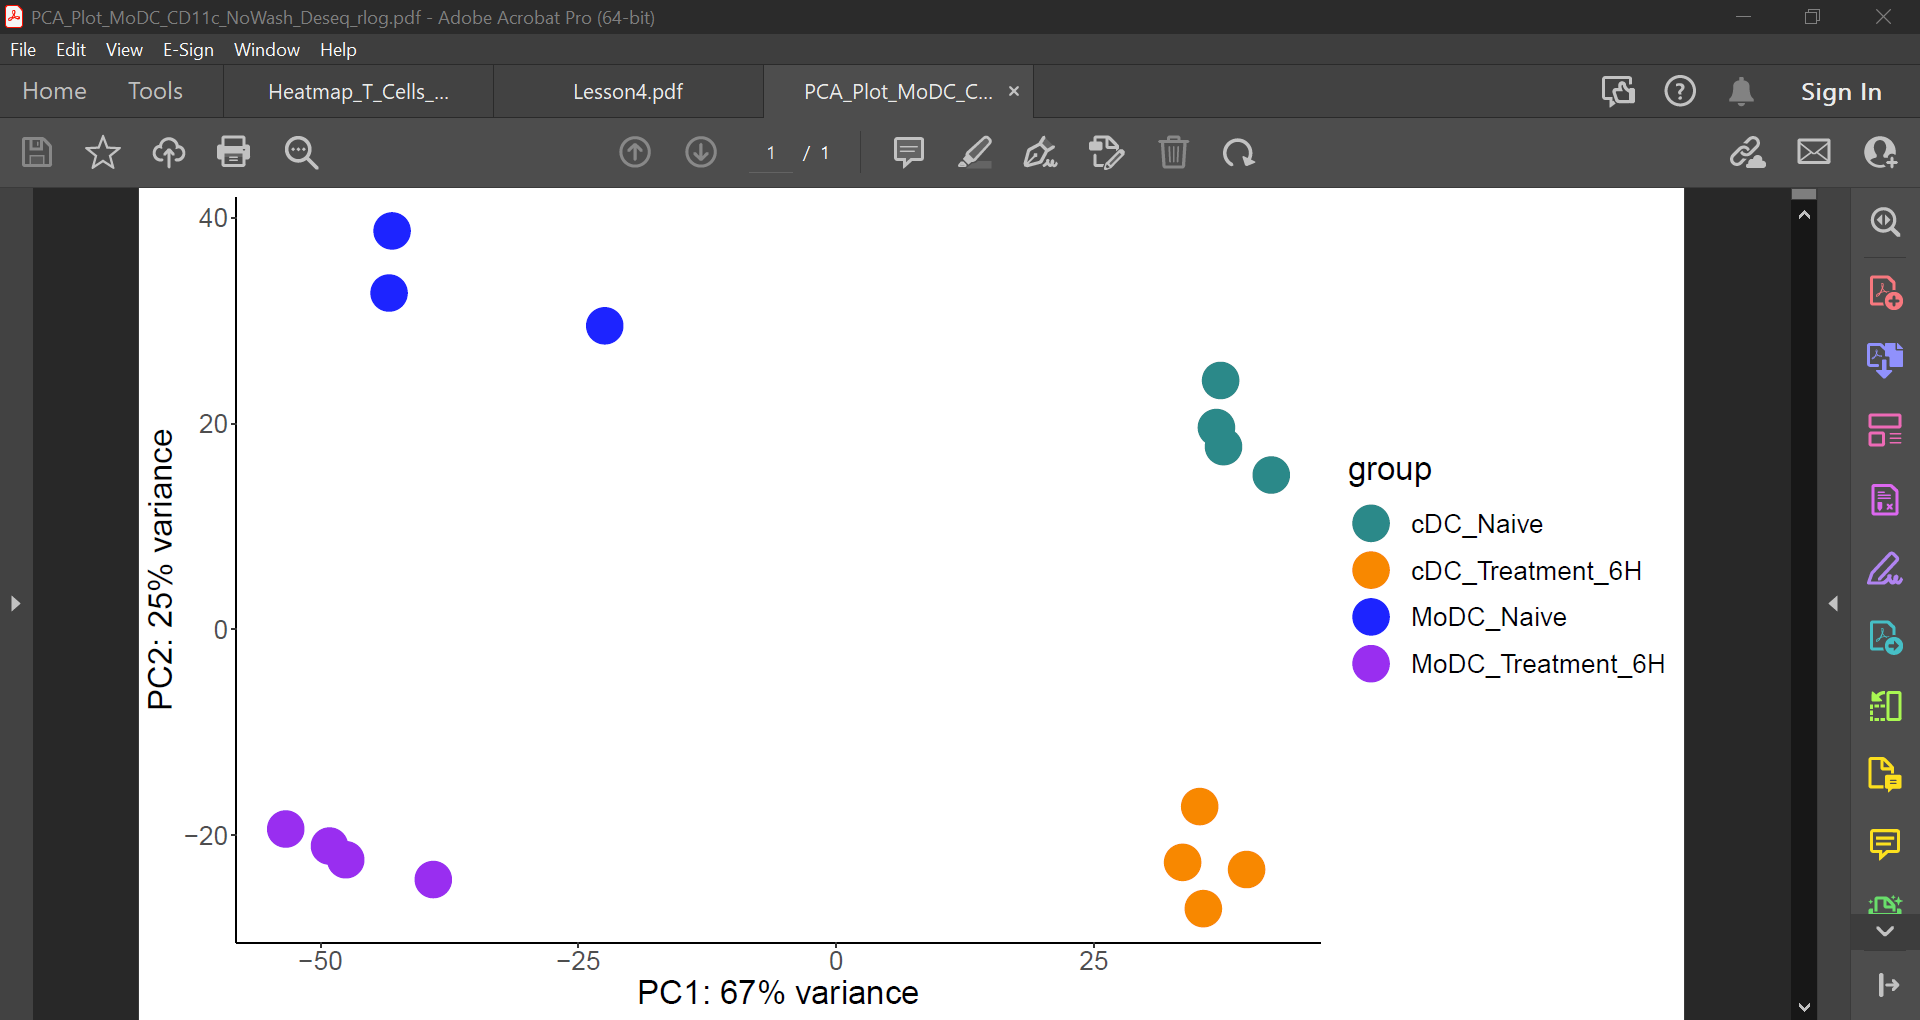 PCA_Plot_MoDC_CD11c_NoWash_Deseq_rlog.pdf - Adobe Acrobat Pro (64-bit)
File Edit View E-Sign Window Help
Home Tools Heatmap_T_Cells_... Lesson4.pdf PCA_Plot_MoDC_C... × Sign In
1 / 1
40
20
0
−20
PC2: 25% variance
−50 −25 0 25
PC1: 67% variance
group
cDC_Naive
cDC_Treatment_6H
MoDC_Naive
MoDC_Treatment_6H